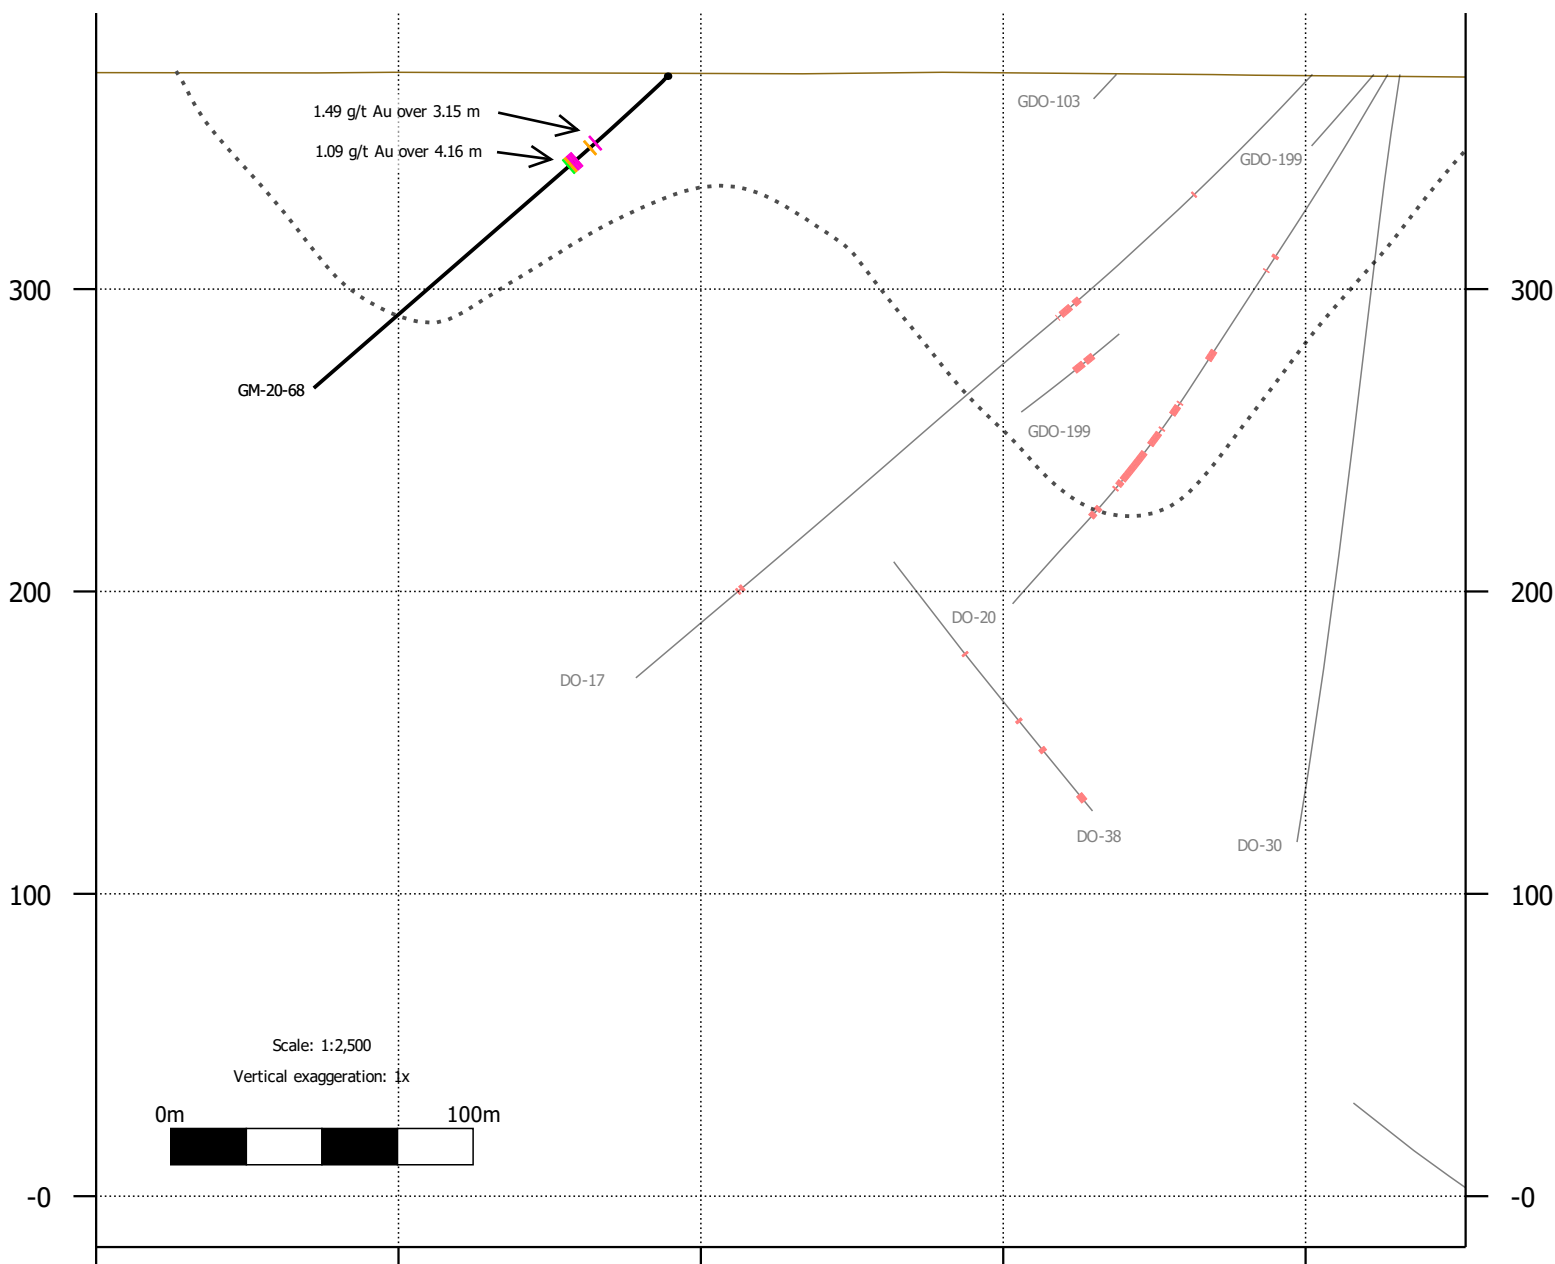 GDO-103
1.49 g/t Au over 3.15 m
1.09 g/t Au over 4.16 m
GDO-199
300
300
GM-20-68
GDO-199
200
200
DO-20
DO-17
DO-38
DO-30
100
100
Scale: 1:2,500
Vertical exaggeration: 1x
0m 100m
-0
-0